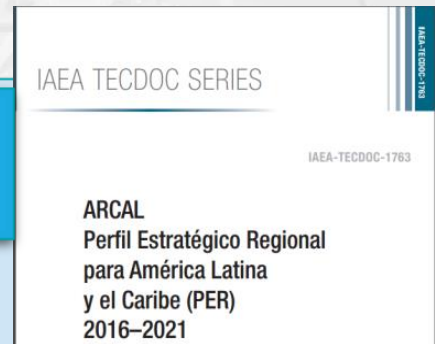 IAEA TECDOC SERIES
IAEA-TECDOC-1763
IAEA-TECDOC-1763
ARCAL
Perfil Estratégico Regional
para América Latina
y el Caribe (PER)
2016–2021